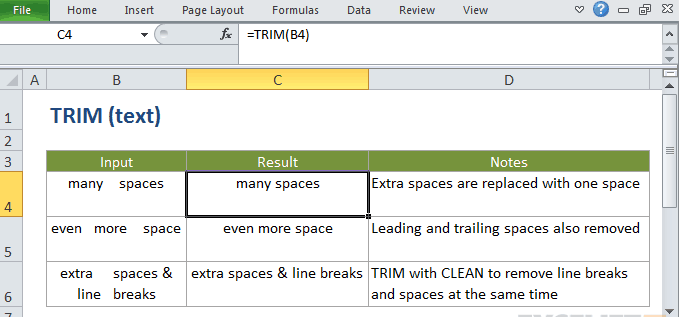 File Home Insert Page Layout Formulas Data Review View
C4 fx =TRIM(B4)
A B C D
1 TRIM (text)
2
3 Input Result Notes
4 many    spaces many spaces Extra spaces are replaced with one space
5 even   more    space even more space Leading and trailing spaces also removed
6 extra    spaces & extra spaces & line breaks TRIM with CLEAN to remove line breaks
line   breaks and spaces at the same time
7